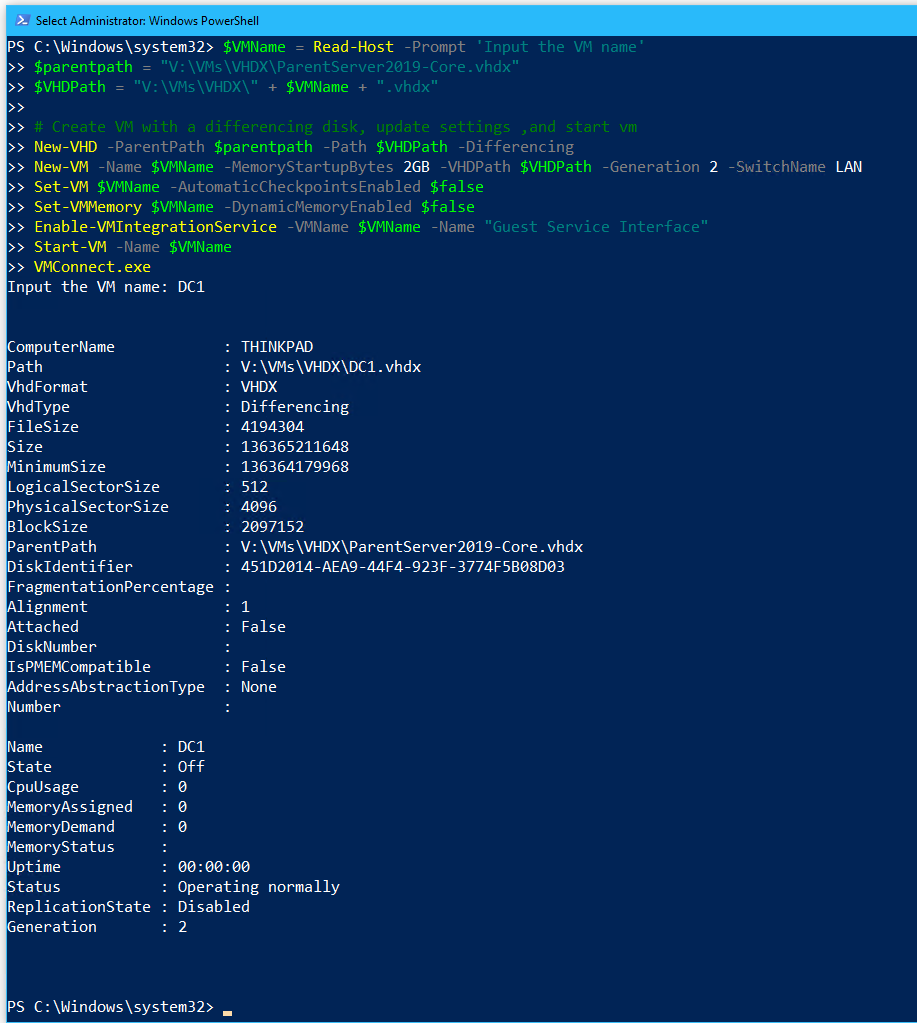 Select Administrator: Windows PowerShell
PS C:\Windows\system32> $VMName = Read-Host -Prompt 'Input the VM name'
>> $parentpath = "V:\VMs\VHDX\ParentServer2019-Core.vhdx"
>> $VHDPath = "V:\VMs\VHDX\" + $VMName + ".vhdx"
>>
>> # Create VM with a differencing disk, update settings ,and start vm
>> New-VHD -ParentPath $parentpath -Path $VHDPath -Differencing
>> New-VM -Name $VMName -MemoryStartupBytes 2GB -VHDPath $VHDPath -Generation 2 -SwitchName LAN
>> Set-VM $VMName -AutomaticCheckpointsEnabled $false
>> Set-VMMemory $VMName -DynamicMemoryEnabled $false
>> Enable-VMIntegrationService -VMName $VMName -Name "Guest Service Interface"
>> Start-VM -Name $VMName
>> VMConnect.exe
Input the VM name: DC1
ComputerName : THINKPAD
Path : V:\VMs\VHDX\DC1.vhdx
VhdFormat : VHDX
VhdType : Differencing
FileSize : 4194304
Size : 136365211648
MinimumSize : 136364179968
LogicalSectorSize : 512
PhysicalSectorSize : 4096
BlockSize : 2097152
ParentPath : V:\VMs\VHDX\ParentServer2019-Core.vhdx
DiskIdentifier : 451D2014-AEA9-44F4-923F-3774F5B08D03
FragmentationPercentage :
Alignment : 1
Attached : False
DiskNumber :
IsPMEMCompatible : False
AddressAbstractionType : None
Number :
Name : DC1
State : Off
CpuUsage : 0
MemoryAssigned : 0
MemoryDemand : 0
MemoryStatus :
Uptime : 00:00:00
Status : Operating normally
ReplicationState : Disabled
Generation : 2
PS C:\Windows\system32>